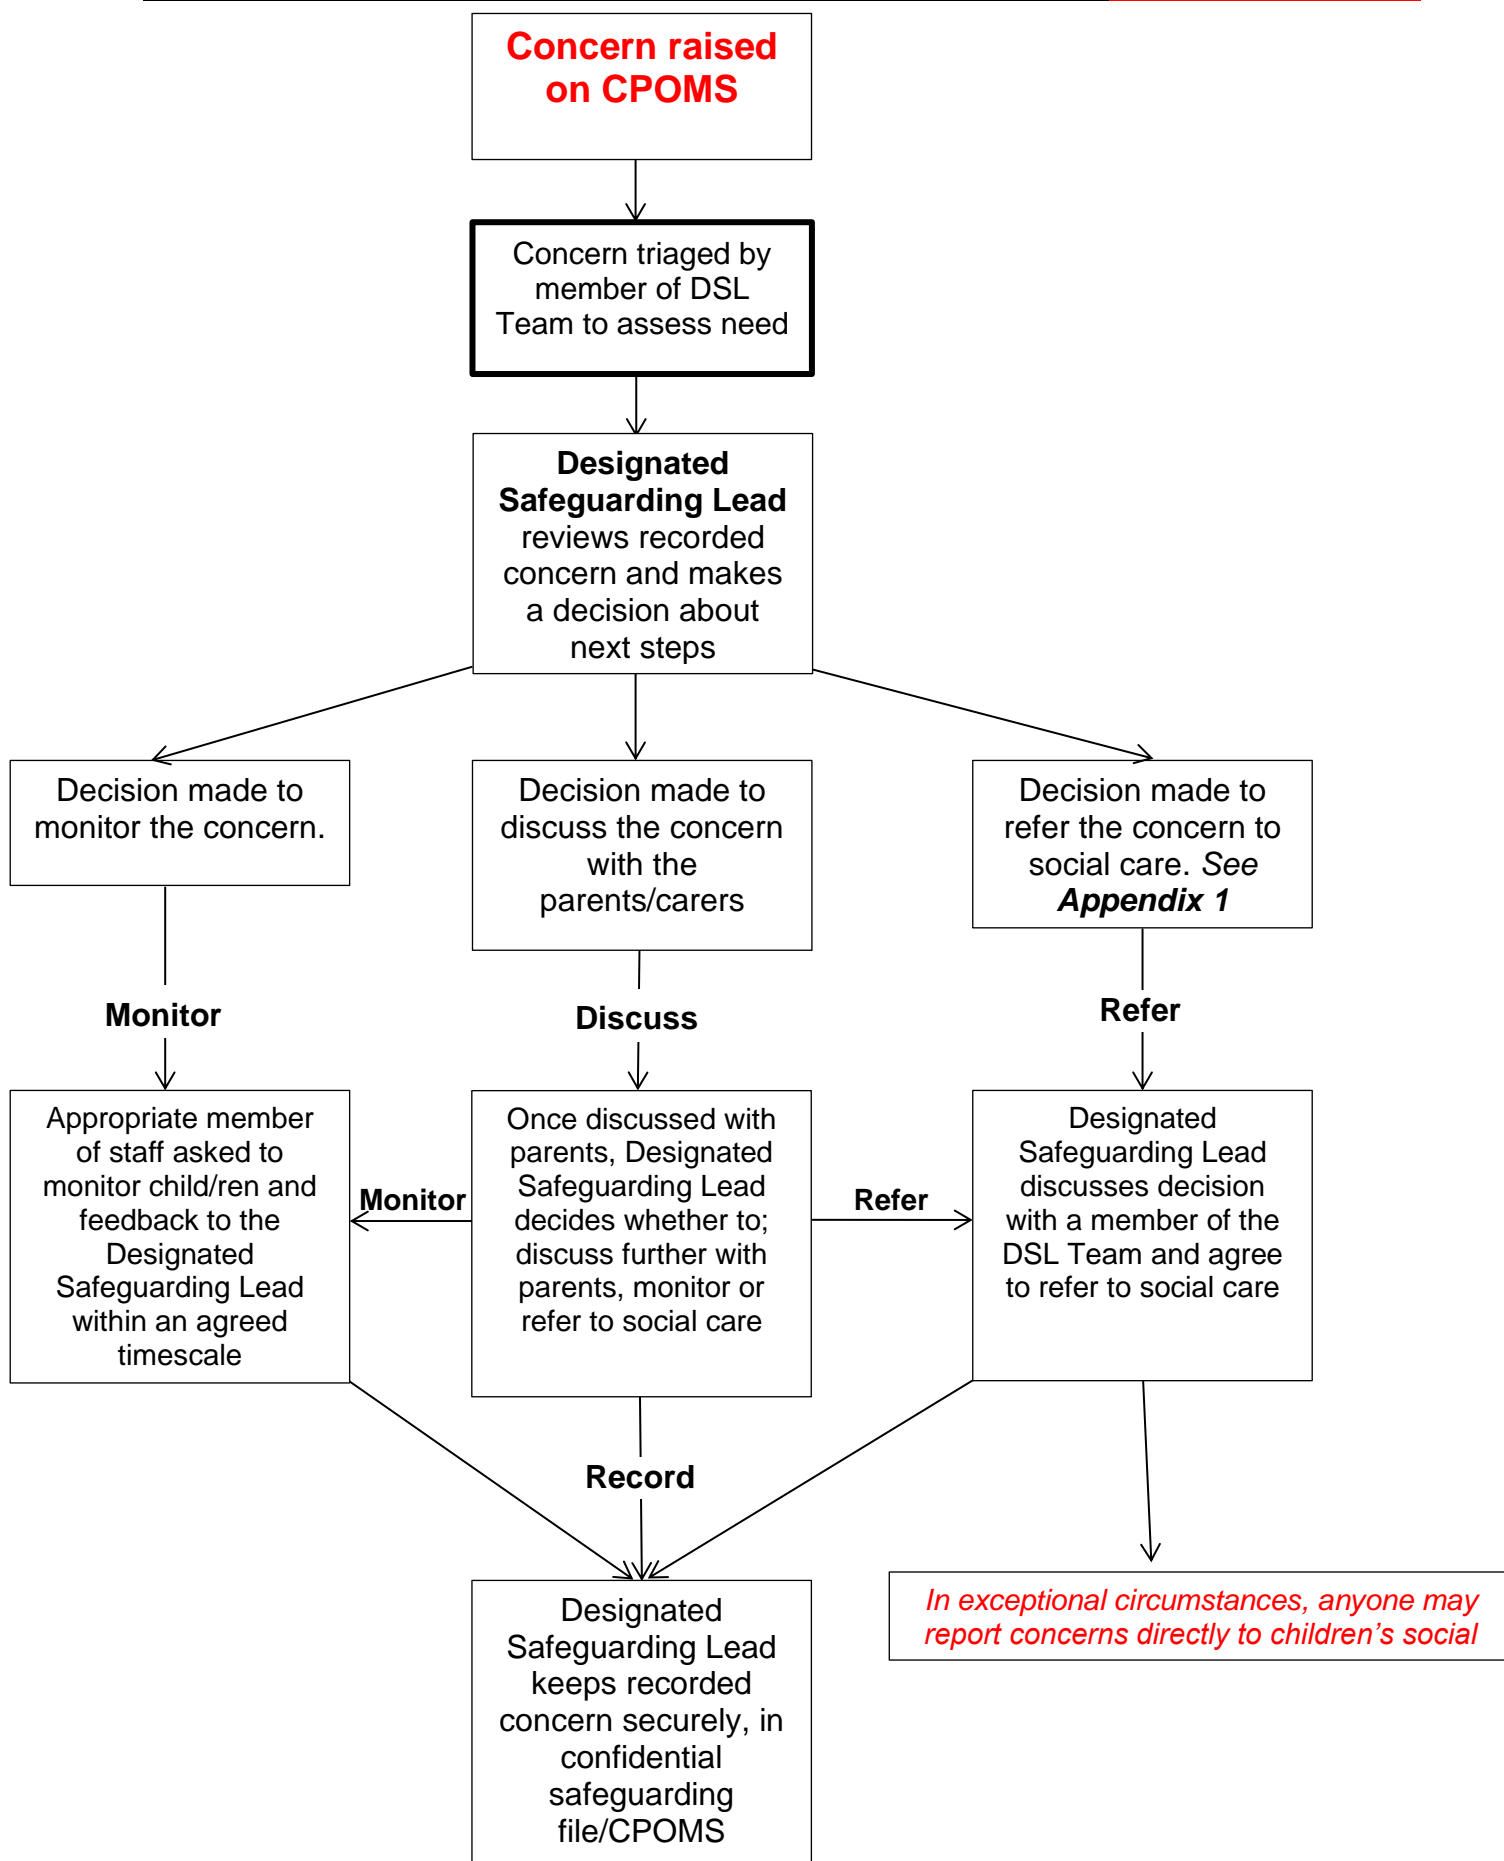 Concern raised
on CPOMS
Concern triaged by
member of DSL
Team to assess need
Designated
Safeguarding Lead
reviews recorded
concern and makes
a decision about
next steps
Decision made to
monitor the concern.
Decision made to
discuss the concern
with the
parents/carers
Decision made to
refer the concern to
social care. See
Appendix 1
Monitor
Discuss
Refer
Appropriate member
of staff asked to
monitor child/ren and
feedback to the
Designated
Safeguarding Lead
within an agreed
timescale
Monitor
Once discussed with
parents, Designated
Safeguarding Lead
decides whether to;
discuss further with
parents, monitor or
refer to social care
Refer
Designated
Safeguarding Lead
discusses decision
with a member of the
DSL Team and agree
to refer to social care
Record
Designated
Safeguarding Lead
keeps recorded
concern securely, in
confidential
safeguarding
file/CPOMS
In exceptional circumstances, anyone may
report concerns directly to children’s social